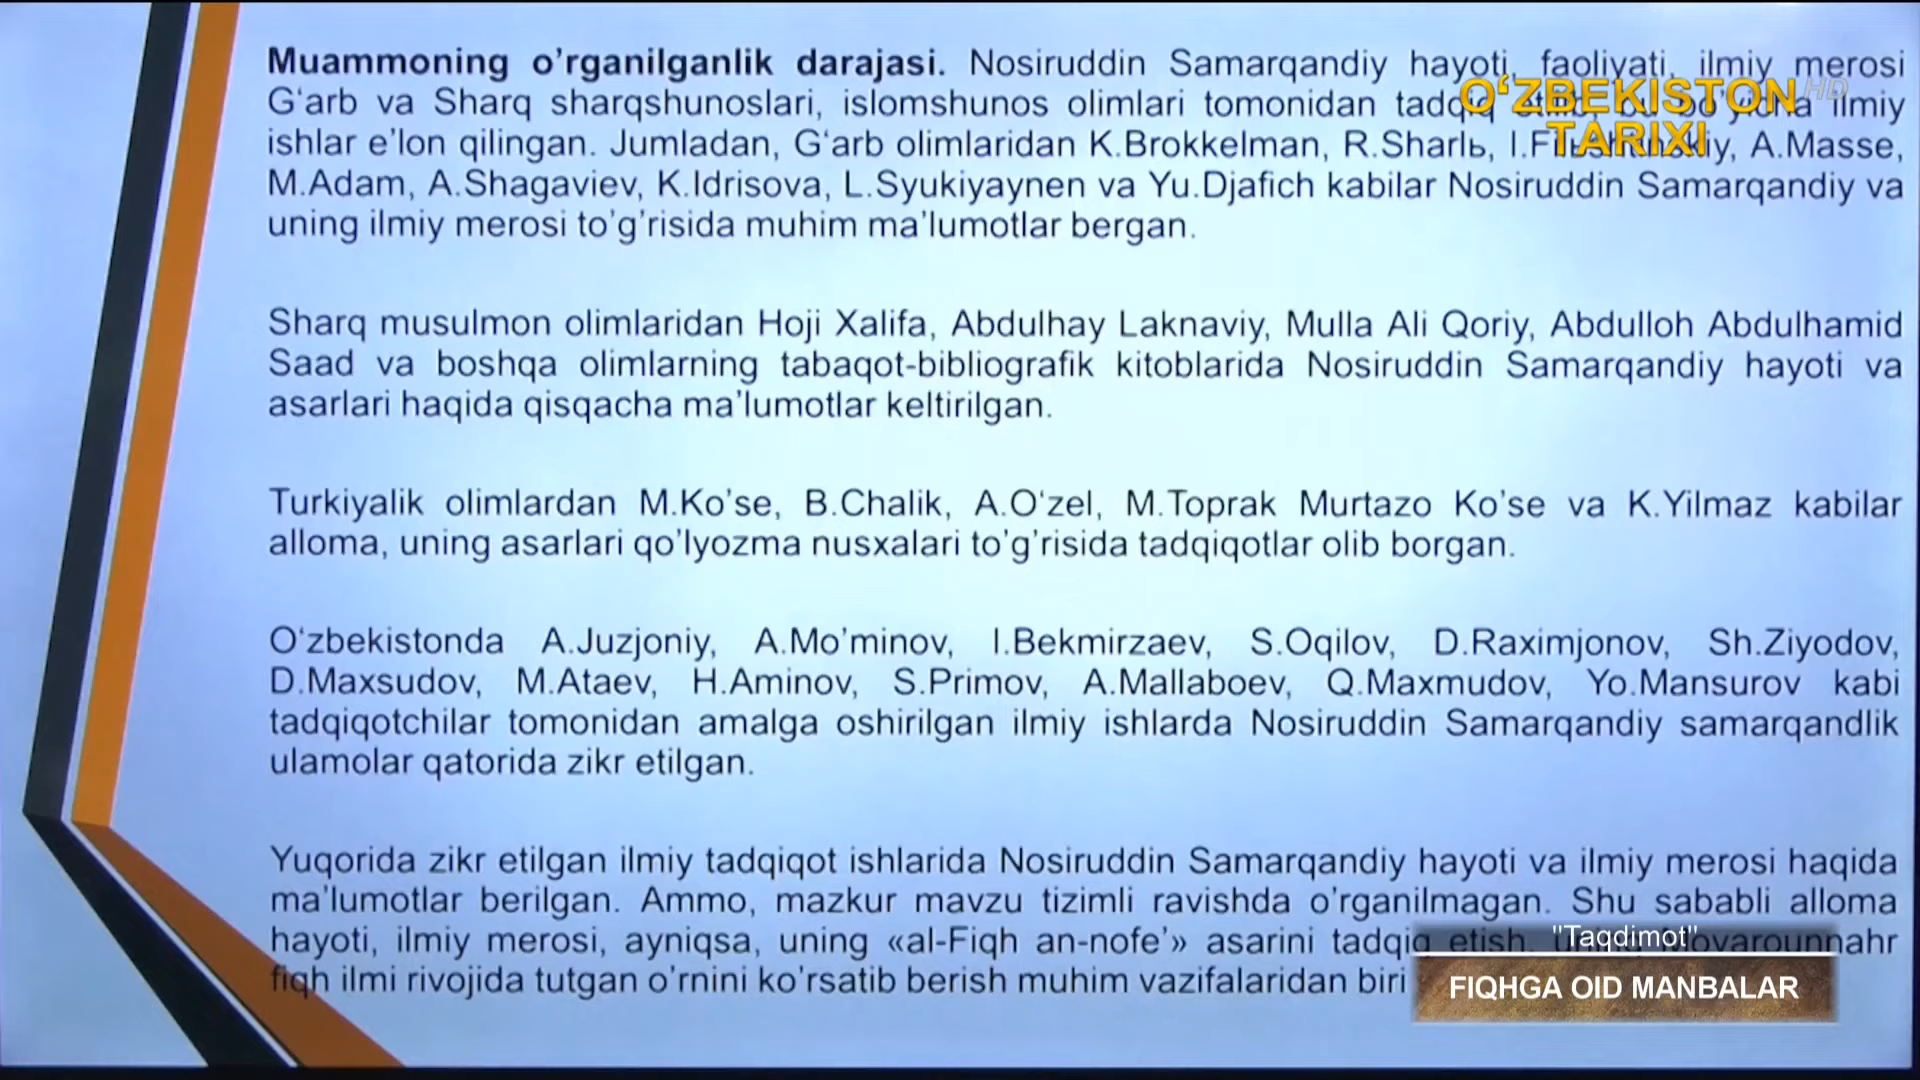 Muammoning o’rganilganlik darajasi. Nosiruddin Samarqandiy hayoti, faoliyati, ilmiy merosi
G‘arb va Sharq sharqshunoslari, islomshunos olimlari tomonidan tadqiq ilmiy
ishlar e’lon qilingan. Jumladan, G‘arb olimlaridan K.Brokkelman, R.Sharlь, A.Masse,
M.Adam, A.Shagaviev, K.Idrisova, L.Syukiyaynen va Yu.Djafich kabilar Nosiruddin Samarqandiy va
uning ilmiy merosi to’g’risida muhim ma’lumotlar bergan.
Sharq musulmon olimlaridan Hoji Xalifa, Abdulhay Laknaviy, Mulla Ali Qoriy, Abdulloh Abdulhamid
Saad va boshqa olimlarning tabaqot-bibliografik kitoblarida Nosiruddin Samarqandiy hayoti va
asarlari haqida qisqacha ma’lumotlar keltirilgan.
Turkiyalik olimlardan M.Ko’se, B.Chalik, A.O‘zel, M.Toprak Murtazo Ko’se va K.Yilmaz kabilar
alloma, uning asarlari qo’lyozma nusxalari to’g’risida tadqiqotlar olib borgan.
O‘zbekistonda A.Juzjoniy, A.Mo’minov, I.Bekmirzaev, S.Oqilov, D.Raximjonov, Sh.Ziyodov,
D.Maxsudov, M.Ataev, H.Aminov, S.Primov, A.Mallaboev, Q.Maxmudov, Yo.Mansurov kabi
tadqiqotchilar tomonidan amalga oshirilgan ilmiy ishlarda Nosiruddin Samarqandiy samarqandlik
ulamolar qatorida zikr etilgan.
Yuqorida zikr etilgan ilmiy tadqiqot ishlarida Nosiruddin Samarqandiy hayoti va ilmiy merosi haqida
ma’lumotlar berilgan. Ammo, mazkur mavzu tizimli ravishda o’rganilmagan. Shu sababli alloma
hayoti, ilmiy merosi, ayniqsa, uning «al-Fiqh an-nofe’» asarini tadqiq etish,
fiqh ilmi rivojida tutgan o’rnini ko’rsatib berish muhim vazifalaridan biri
O‘ZBEKISTON HD
TARIXI
"Taqdimot"
FIQHGA OID MANBALAR